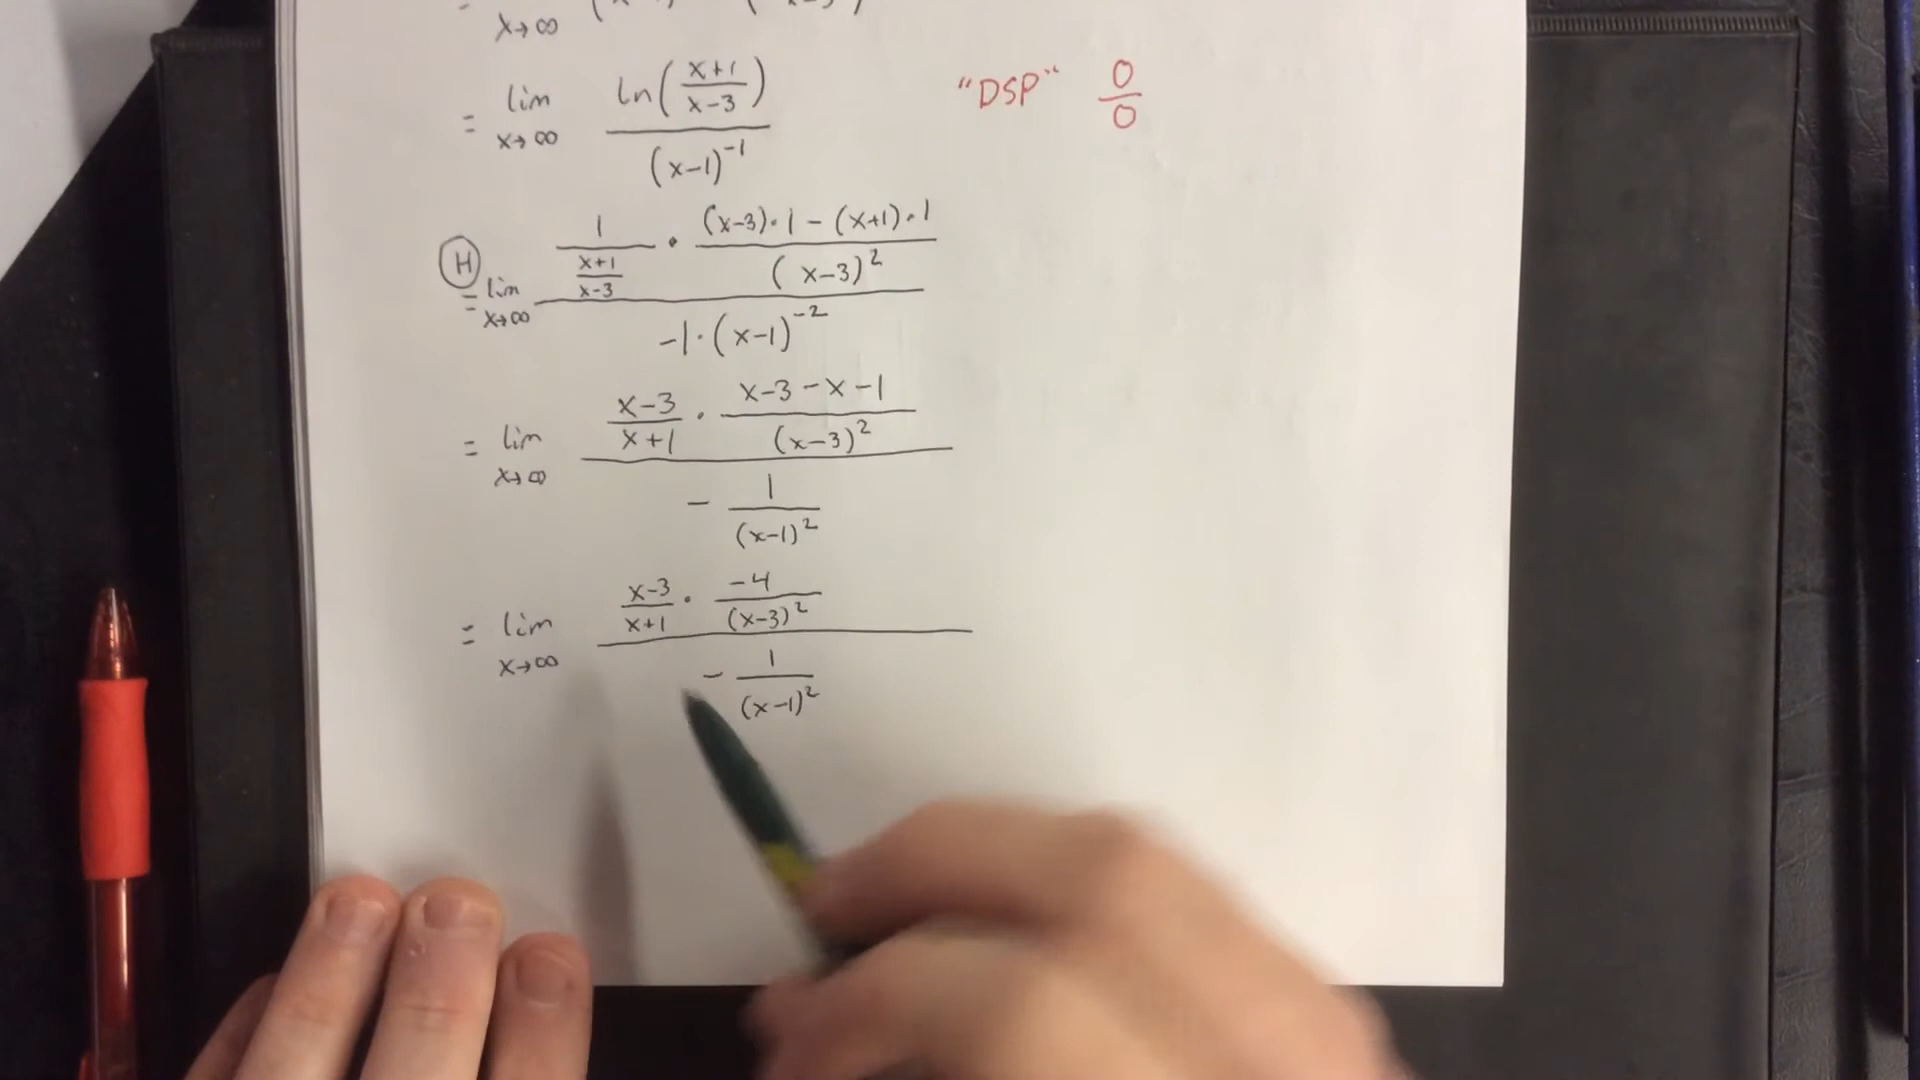 = lim x→∞
= lim x→∞ ln((x+1)/(x-3)) / (x-1)^-1 "DSP" 0/0
(H) = lim x→∞ (1/((x+1)/(x-3)) · ((x-3)·1 - (x+1)·1)/(x-3)^2) / (-1·(x-1)^-2)
= lim x→∞ ((x-3)/(x+1) · (x-3-x-1)/(x-3)^2) / (- 1/(x-1)^2)
= lim x→∞ ((x-3)/(x+1) · -4/(x-3)^2) / (- 1/(x-1)^2)